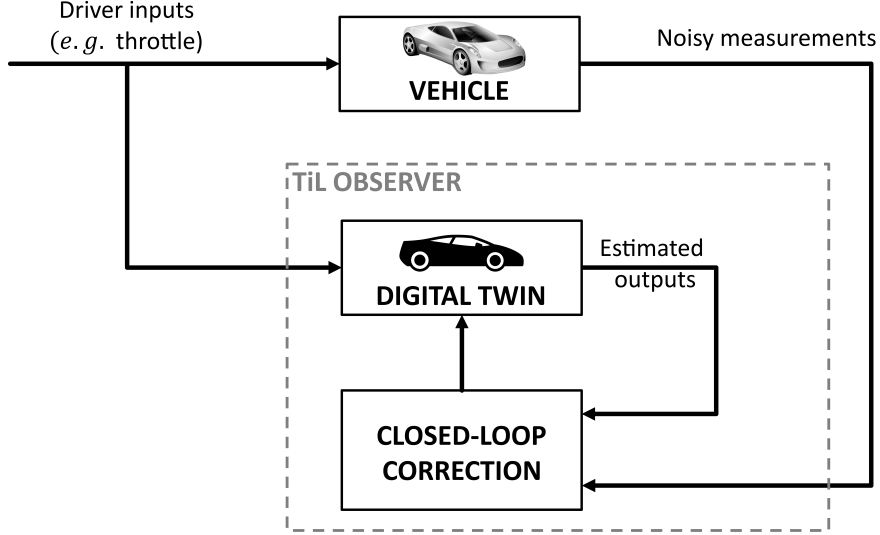 Driver inputs
(e.g. throttle)
Noisy measurements
VEHICLE
TiL OBSERVER
Estimated
outputs
DIGITAL TWIN
CLOSED-LOOP
CORRECTION